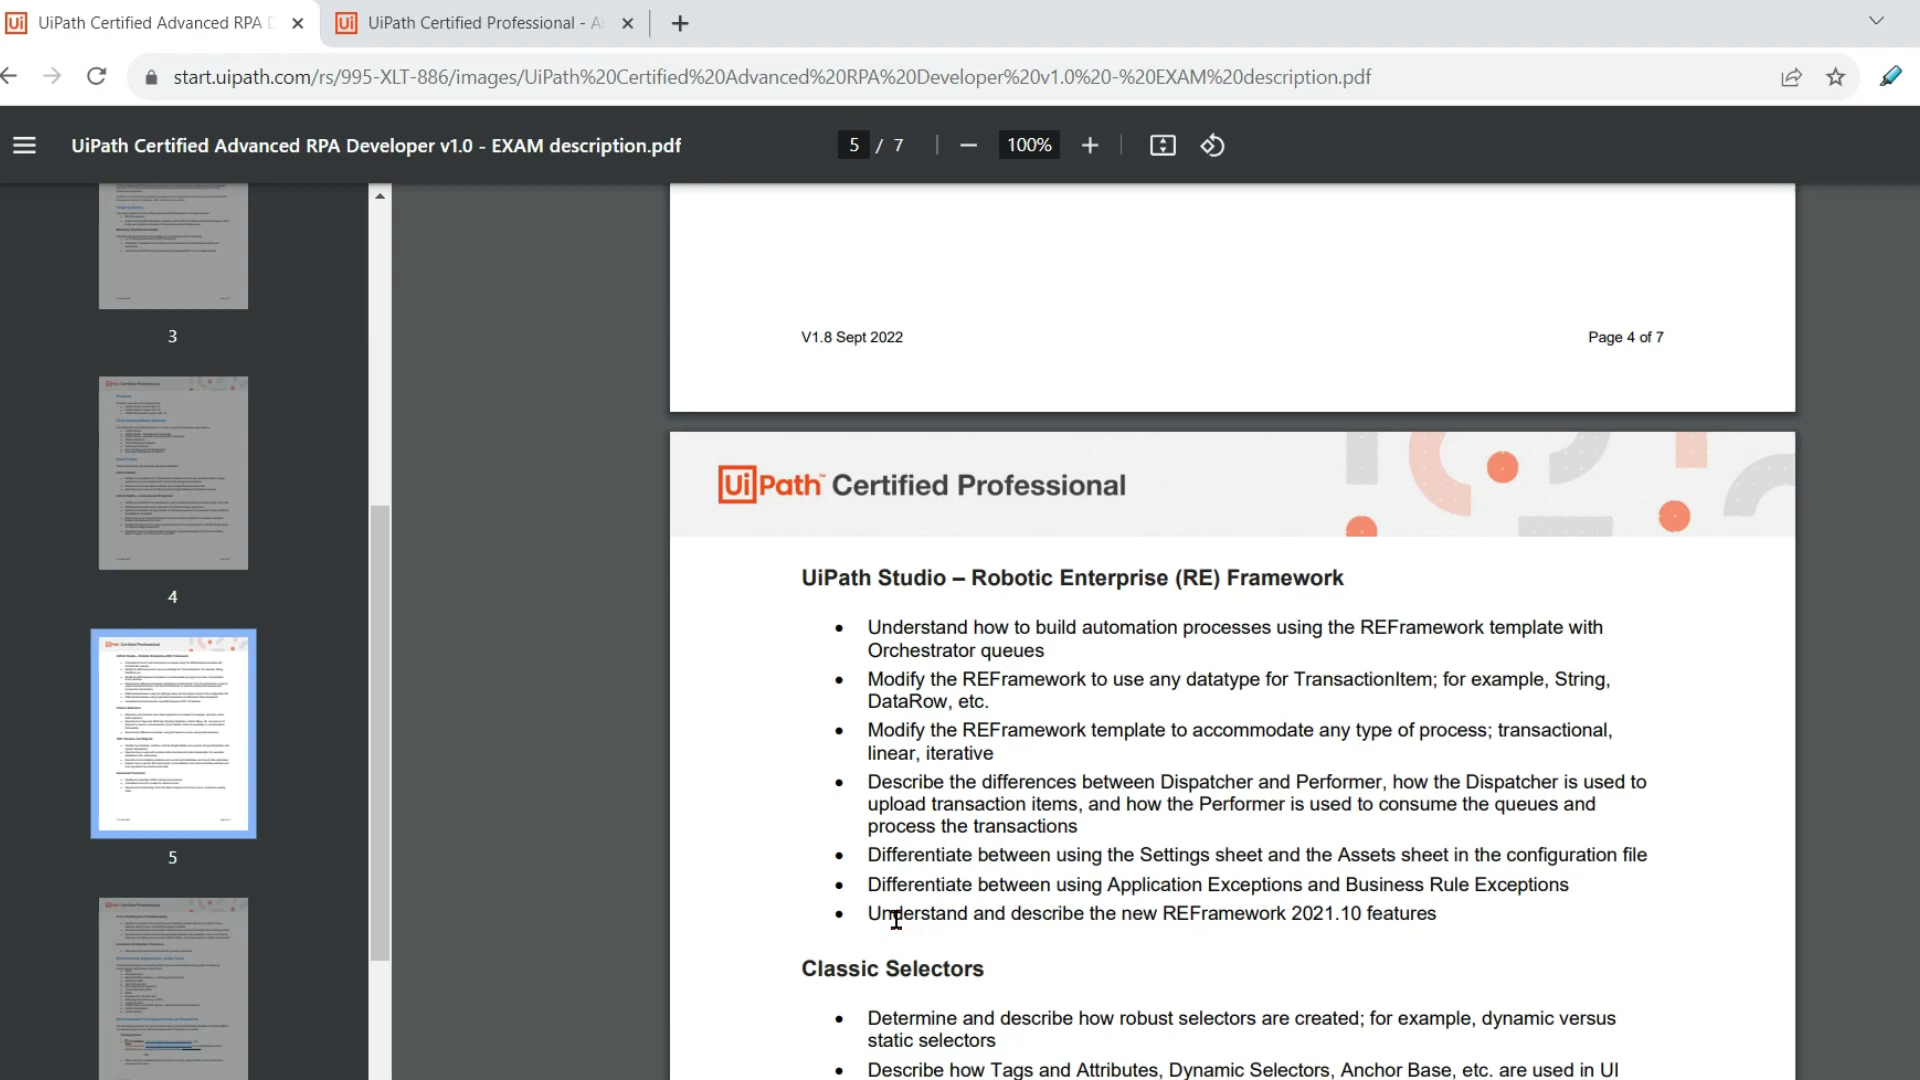 UiPath Certified Advanced RPA D
UiPath Certified Professional - A
start.uipath.com/rs/995-XLT-886/images/UiPath%20Certified%20Advanced%20RPA%20Developer%20v1.0%20-%20EXAM%20description.pdf
UiPath Certified Advanced RPA Developer v1.0 - EXAM description.pdf
5 / 7
100%
3
4
5
V1.8 Sept 2022
Page 4 of 7
UiPath™ Certified Professional
UiPath Studio – Robotic Enterprise (RE) Framework
• Understand how to build automation processes using the REFramework template with
Orchestrator queues
• Modify the REFramework to use any datatype for TransactionItem; for example, String,
DataRow, etc.
• Modify the REFramework template to accommodate any type of process; transactional,
linear, iterative
• Describe the differences between Dispatcher and Performer, how the Dispatcher is used to
upload transaction items, and how the Performer is used to consume the queues and
process the transactions
• Differentiate between using the Settings sheet and the Assets sheet in the configuration file
• Differentiate between using Application Exceptions and Business Rule Exceptions
• Understand and describe the new REFramework 2021.10 features
Classic Selectors
• Determine and describe how robust selectors are created; for example, dynamic versus
static selectors
• Describe how Tags and Attributes, Dynamic Selectors, Anchor Base, etc. are used in UI